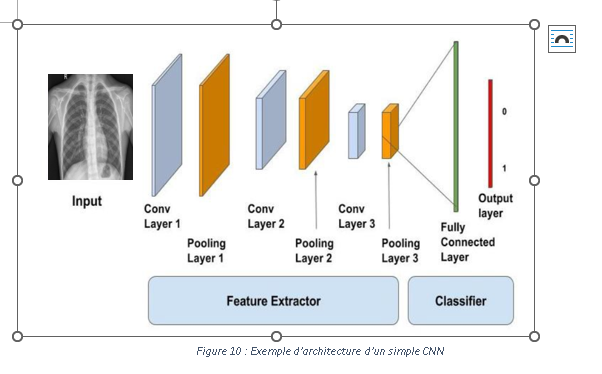 Input
Conv
Layer 1
Pooling
Layer 1
Conv
Layer 2
Pooling
Layer 2
Conv
Layer 3
Pooling
Layer 3
Fully
Connected
Layer
0
1
Output
layer
Feature Extractor
Classifier
Figure 10 : Exemple d'architecture d'un simple CNN